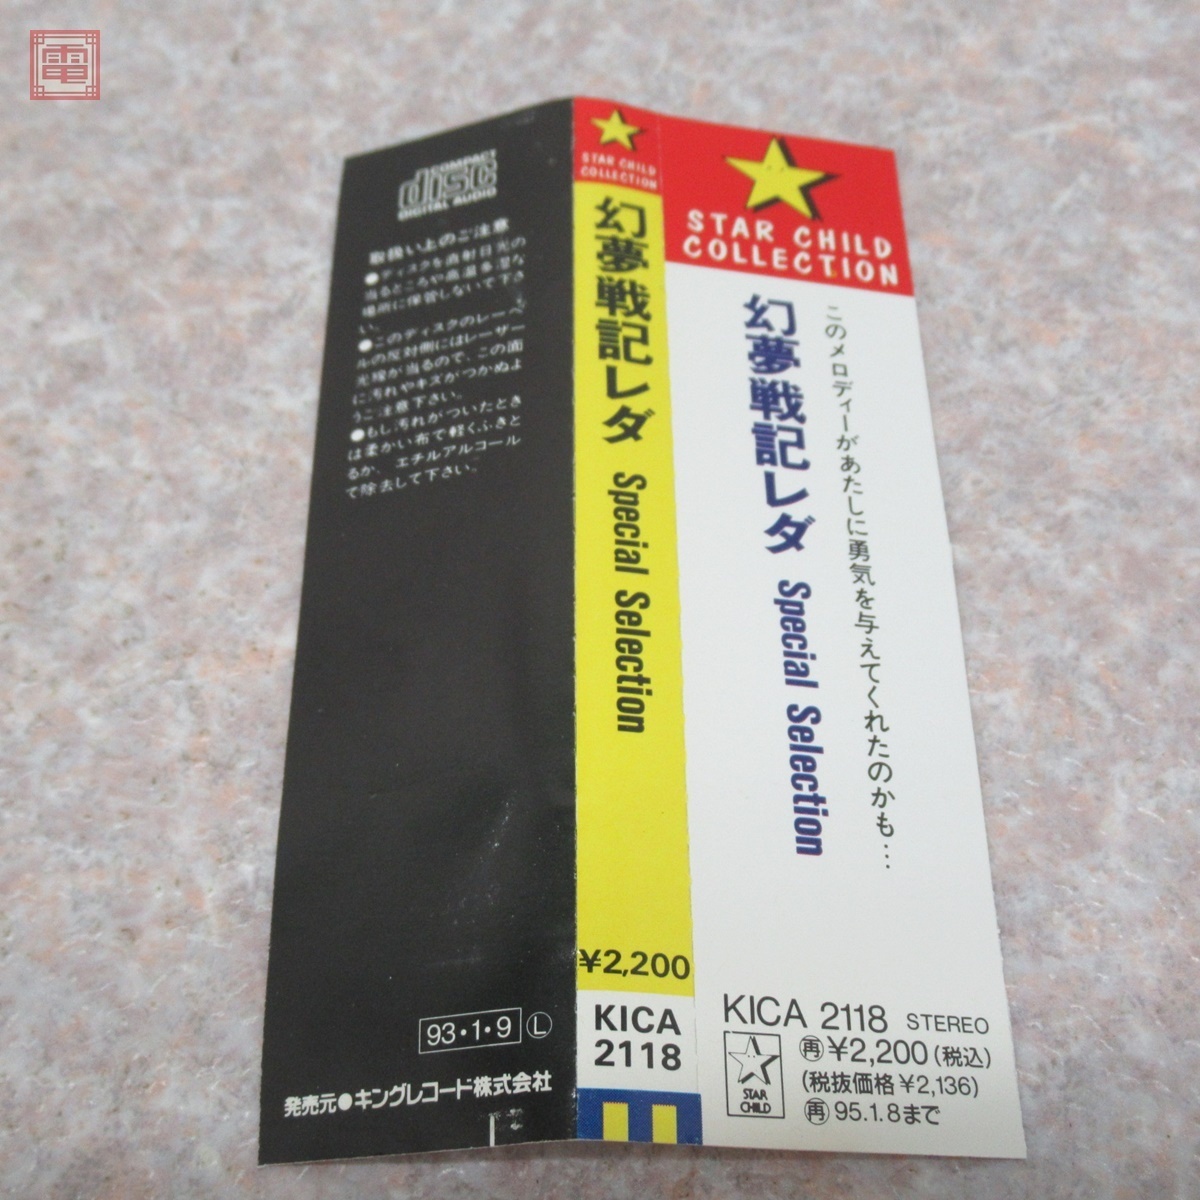 電
COMPACT
disc
DIGITAL AUDIO
取扱い上のご注意
●ディスクを直射日光の
当るところや高温多湿な
場所に保管しないで下さ
い。
●このディスクのレーベ
ルの反対側にはレーザー
光線が当るので、この面
に汚れやキズがつかぬよ
うご注意下さい。
●もし汚れがついたとき
は柔かい布で軽くふきと
るか、エチルアルコール
で除去して下さい。
93・1・9 Ⓛ
発売元●キングレコード株式会社
STAR CHILD
COLLECTION
幻夢戦記レダ Special Selection
¥2,200
KICA
2118
STAR CHILD
COLLECTION
このメロディーがあたしに勇気を与えてくれたのかも…
幻夢戦記レダ Special Selection
KICA 2118 STEREO
STAR
CHILD
再¥2,200(税込)
(税抜価格¥2,136)
再95.1.8まで